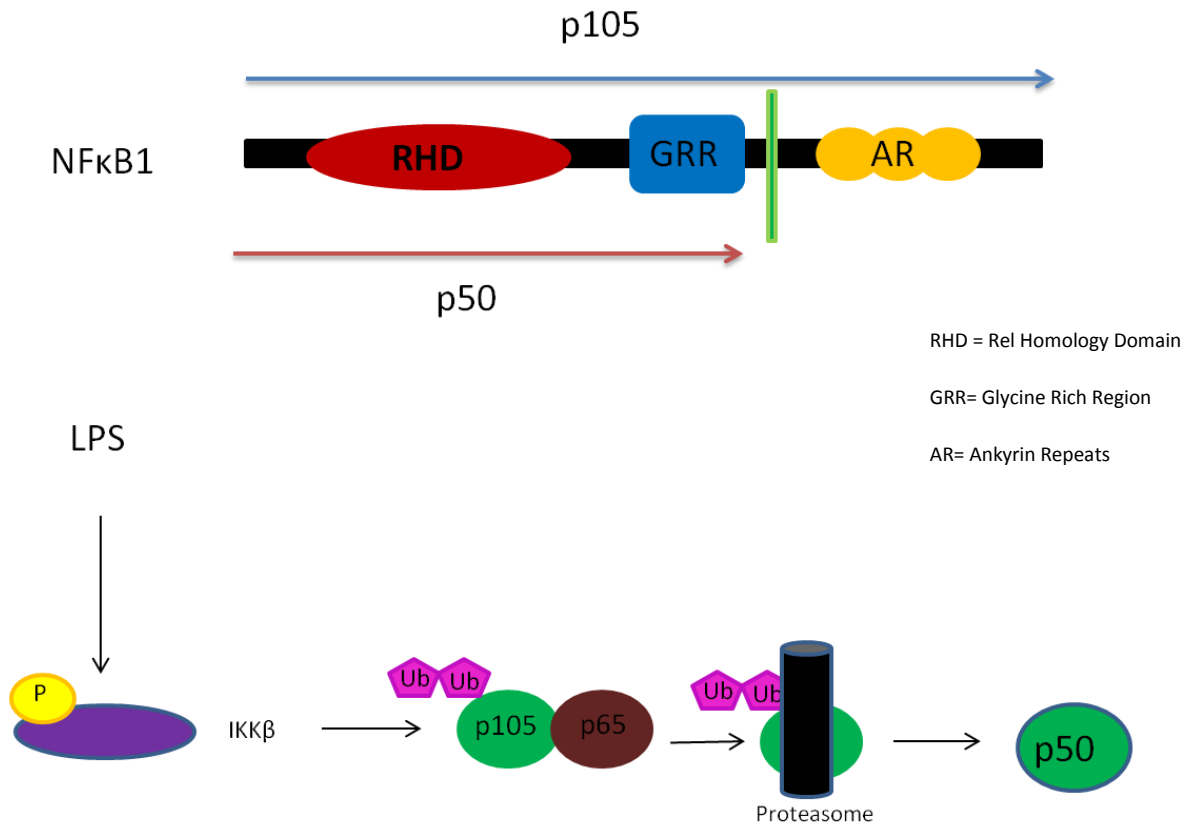 p105
NFκB1
RHD
GRR
AR
p50
RHD = Rel Homology Domain
GRR= Glycine Rich Region
AR= Ankyrin Repeats
LPS
P
IKKβ
Ub Ub
p105 p65
Ub Ub
Proteasome
p50